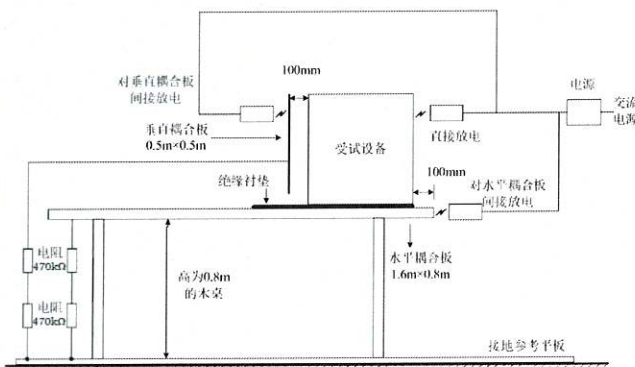 100mm
对垂直耦合板
间接放电
电源
交流
电源
垂直耦合板
0.5m×0.5m
受试设备
直接放电
100mm
绝缘衬垫
对水平耦合板
间接放电
电阻
470kΩ
高为0.8m
的木桌
水平耦合板
1.6m×0.8m
电阻
470kΩ
接地参考平板